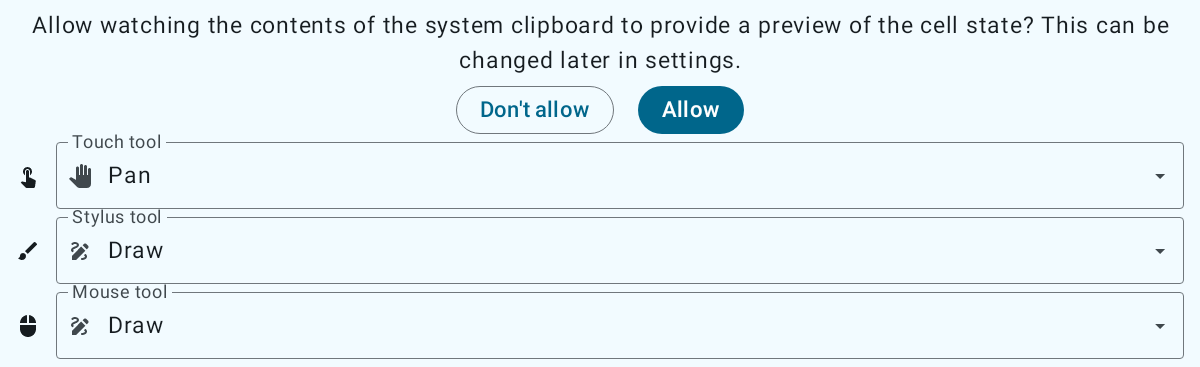 Allow watching the contents of the system clipboard to provide a preview of the cell state? This can be
changed later in settings.
Don't allow
Allow
Touch tool
Pan
Stylus tool
Draw
Mouse tool
Draw